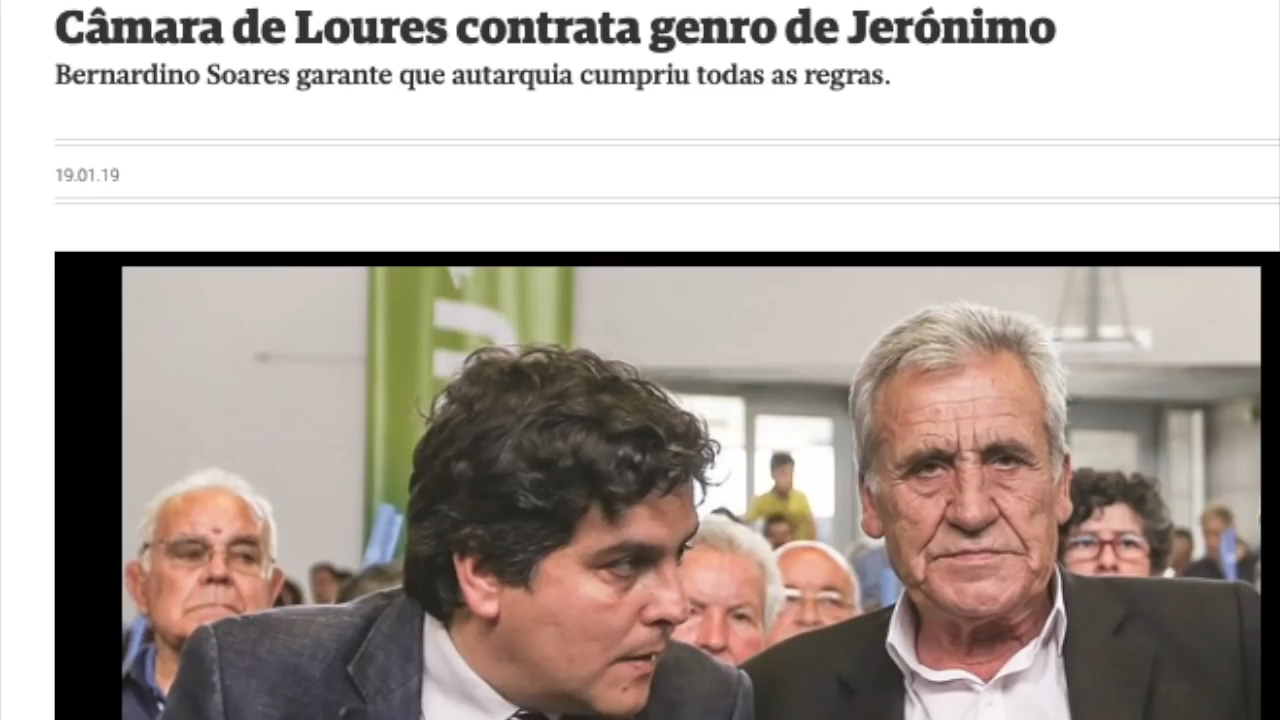 Câmara de Loures contrata genro de Jerónimo
Bernardino Soares garante que autarquia cumpriu todas as regras.
19.01.19